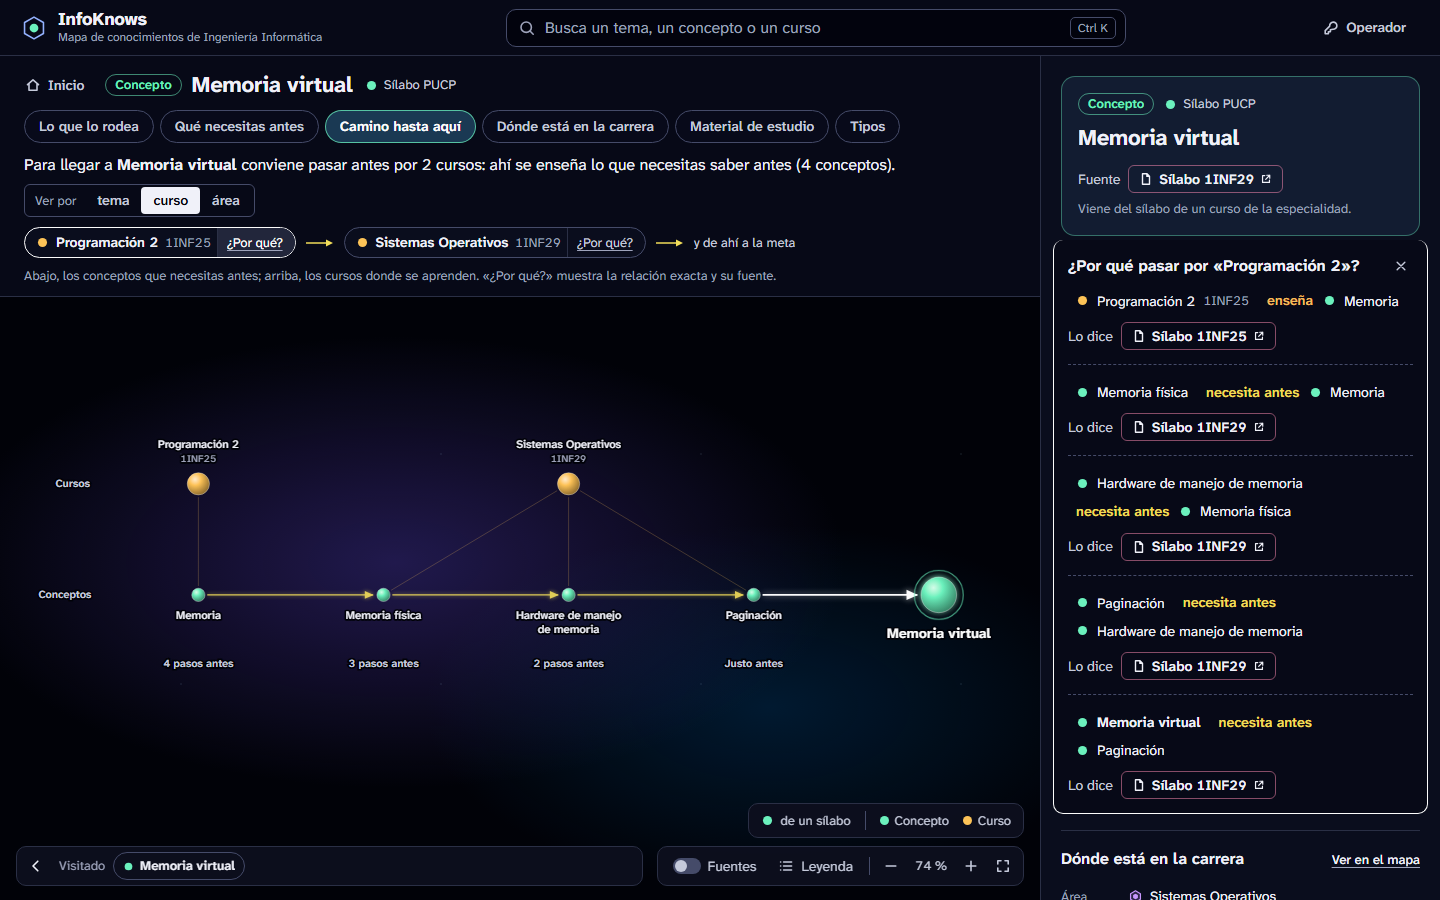 InfoKnows
Mapa de conocimientos de Ingeniería Informática
Busca un tema, un concepto o un curso
Ctrl K
Operador
Inicio
Concepto
Memoria virtual
Sílabo PUCP
Lo que lo rodea
Qué necesitas antes
Camino hasta aquí
Dónde está en la carrera
Material de estudio
Tipos
Para llegar a Memoria virtual conviene pasar antes por 2 cursos: ahí se enseña lo que necesitas saber antes (4 conceptos).
Ver por
tema
curso
área
Programación 2 1INF25 ¿Por qué?
Sistemas Operativos 1INF29 ¿Por qué?
y de ahí a la meta
Abajo, los conceptos que necesitas antes; arriba, los cursos donde se aprenden. «¿Por qué?» muestra la relación exacta y su fuente.
Programación 2
1INF25
Sistemas Operativos
1INF29
Cursos
Conceptos
Memoria
Memoria física
Hardware de manejo
de memoria
Paginación
Memoria virtual
4 pasos antes
3 pasos antes
2 pasos antes
Justo antes
de un sílabo
Concepto
Curso
Visitado
Memoria virtual
Fuentes
Leyenda
74 %
Concepto
Sílabo PUCP
Memoria virtual
Fuente
Sílabo 1INF29
Viene del sílabo de un curso de la especialidad.
¿Por qué pasar por «Programación 2»?
Programación 2 1INF25 enseña Memoria
Lo dice Sílabo 1INF25
Memoria física necesita antes Memoria
Lo dice Sílabo 1INF29
Hardware de manejo de memoria
necesita antes Memoria física
Lo dice Sílabo 1INF29
Paginación necesita antes
Hardware de manejo de memoria
Lo dice Sílabo 1INF29
Memoria virtual necesita antes
Paginación
Lo dice Sílabo 1INF29
Dónde está en la carrera
Ver en el mapa
Área
Sistemas Operativos